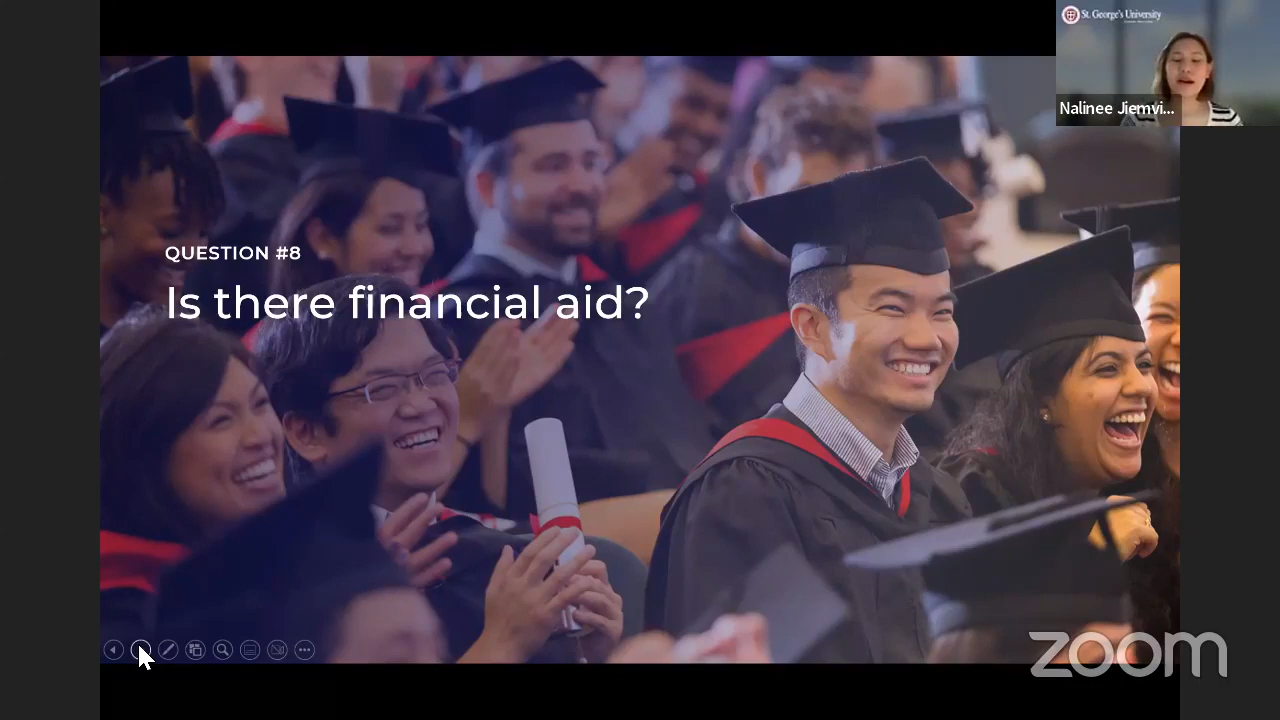 St. George's University
Nalinee Jiemvi...
QUESTION #8
Is there financial aid?
zoom